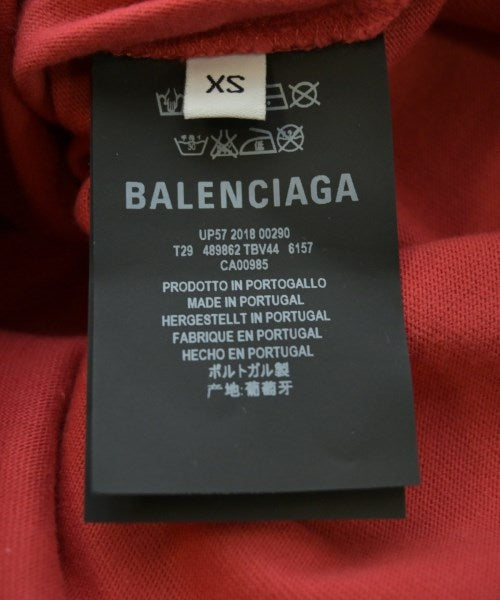 XS
BALENCIAGA
UP57 2018 00290
T29 489862 TBV44 6157
CA00985
PRODOTTO IN PORTOGALLO
MADE IN PORTUGAL
HERGESTELLT IN PORTUGAL
FABRIQUE EN PORTUGAL
HECHO EN PORTUGAL
ポルトガル製
产地:葡萄牙